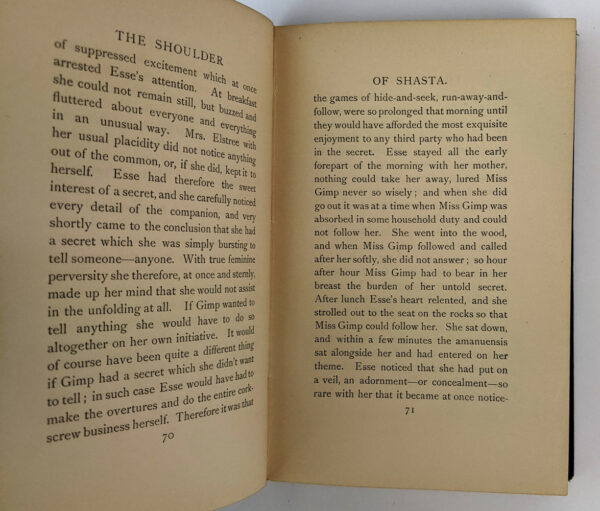 THE SHOULDER
of suppressed excitement which at once
arrested Esse's attention. At breakfast
she could not remain still, but buzzed and
fluttered about everyone and everything
in an unusual way. Mrs. Elstree with
her usual placidity did not notice anything
out of the common, or, if she did, kept it to
herself. Esse had therefore the sweet
interest of a secret, and she carefully noticed
every detail of the companion, and very
shortly came to the conclusion that she had
a secret which she was simply bursting to
tell someone—anyone. With true feminine
perversity she therefore, at once and sternly,
made up her mind that she would not assist
in the unfolding at all. If Gimp wanted to
tell anything she would have to do so
altogether on her own initiative. It would
of course have been quite a different thing
if Gimp had a secret which she didn't want
to tell; in such case Esse would have had to
make the overtures and do the entire cork-
screw business herself. Therefore it was that
70
OF SHASTA.
the games of hide-and-seek, run-away-and-
follow, were so prolonged that morning until
they would have afforded the most exquisite
enjoyment to any third party who had been
in the secret. Esse stayed all the early
forepart of the morning with her mother,
nothing could take her away, lured Miss
Gimp never so wisely; and when she did
go out it was at a time when Miss Gimp was
absorbed in some household duty and could
not follow her. She went into the wood,
and when Miss Gimp followed and called
after her softly, she did not answer; so hour
after hour Miss Gimp had to bear in her
breast the burden of her untold secret.
After lunch Esse's heart relented, and she
strolled out to the seat on the rocks so that
Miss Gimp could follow her. She sat down,
and within a few minutes the amanuensis
sat alongside her and had entered on her
theme. Esse noticed that she had put on
a veil, an adornment—or concealment—so
rare with her that it became at once notice-
71